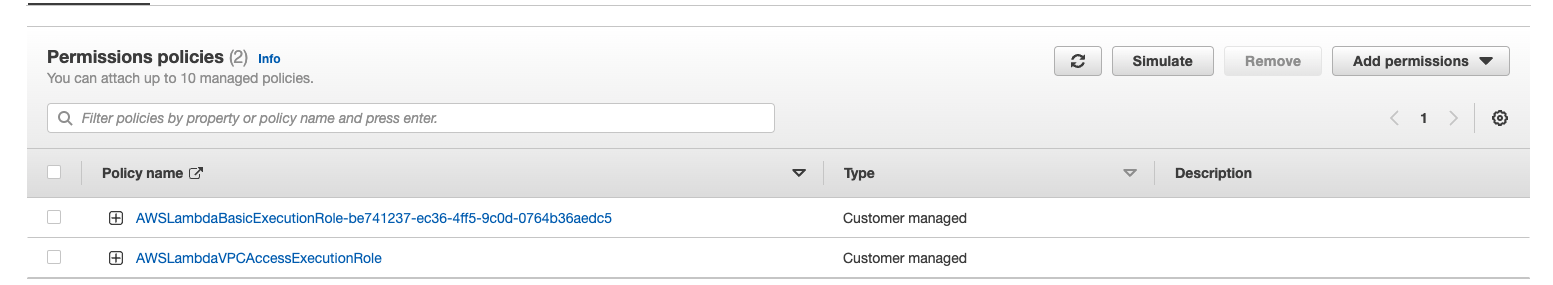 Permissions policies (2) Info
You can attach up to 10 managed policies.
Simulate
Remove
Add permissions
Filter policies by property or policy name and press enter.
1
Policy name Type Description
AWSLambdaBasicExecutionRole-be741237-ec36-4ff5-9c0d-0764b36aedc5 Customer managed
AWSLambdaVPCAccessExecutionRole Customer managed